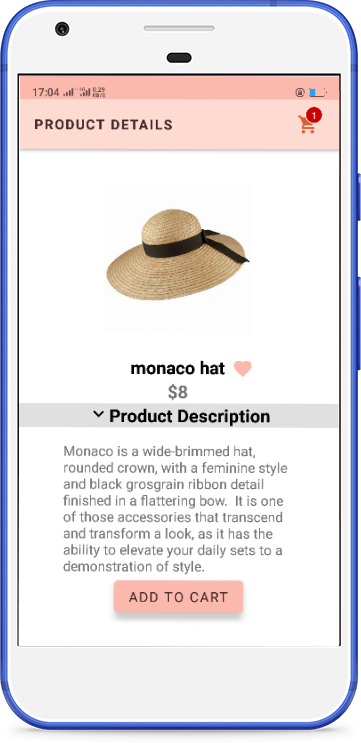 17:04 0.29 KB/s
PRODUCT DETAILS
1
monaco hat
$8
Product Description
Monaco is a wide-brimmed hat,
rounded crown, with a feminine style
and black grosgrain ribbon detail
finished in a flattering bow.  It is one
of those accessories that transcend
and transform a look, as it has the
ability to elevate your daily sets to a
demonstration of style.
ADD TO CART